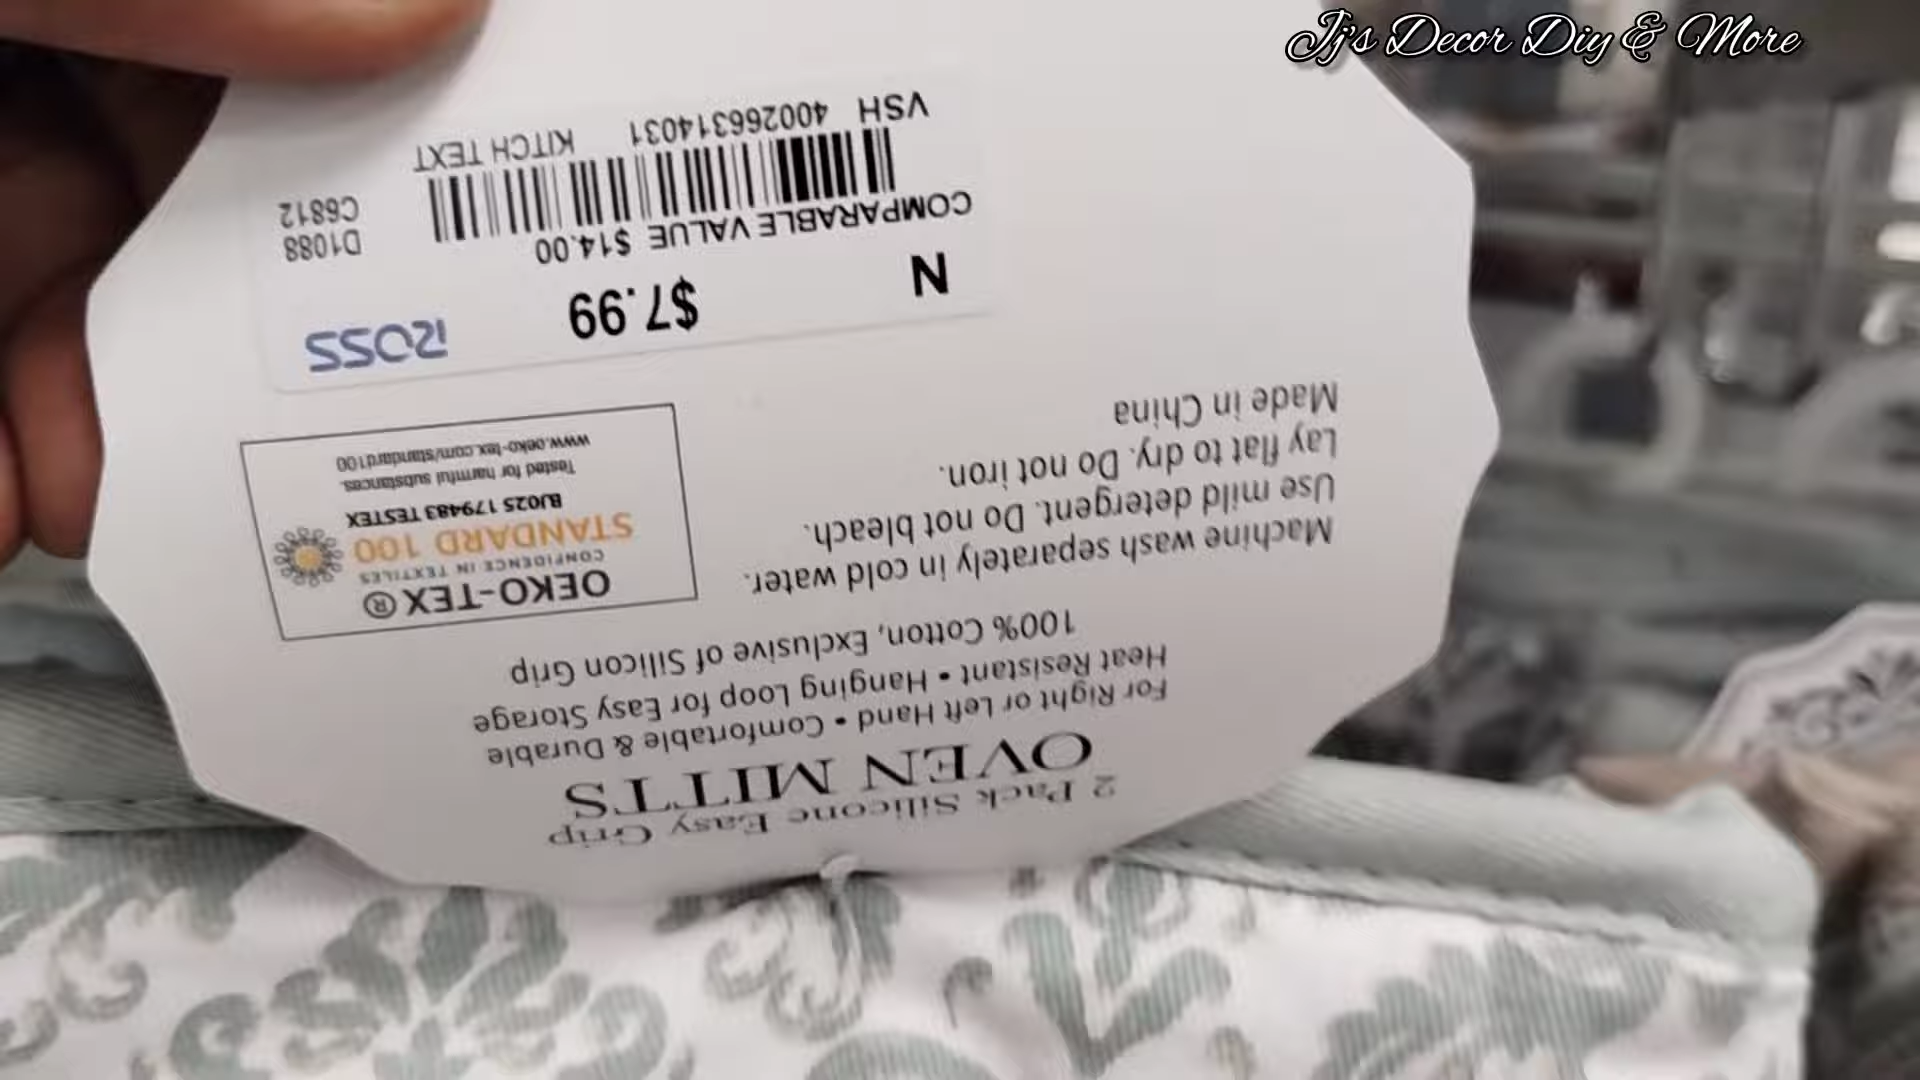 Jj's Decor Diy & More
2 Pack Silicone Easy Grip
OVEN MITTS
For Right or Left Hand • Comfortable & Durable
Heat Resistant • Hanging Loop for Easy Storage
100% Cotton, Exclusive of Silicon Grip
Machine wash separately in cold water.
Use mild detergent. Do not bleach.
Lay flat to dry. Do not iron.
Made in China
OEKO-TEX®
CONFIDENCE IN TEXTILES
STANDARD 100
BJ025 179483 TESTEX
Tested for harmful substances.
www.oeko-tex.com/standard100
N $7.99 ROSS
COMPARABLE VALUE $14.00
D1088
C6812
VSH 400266314031 KITCH TEXT